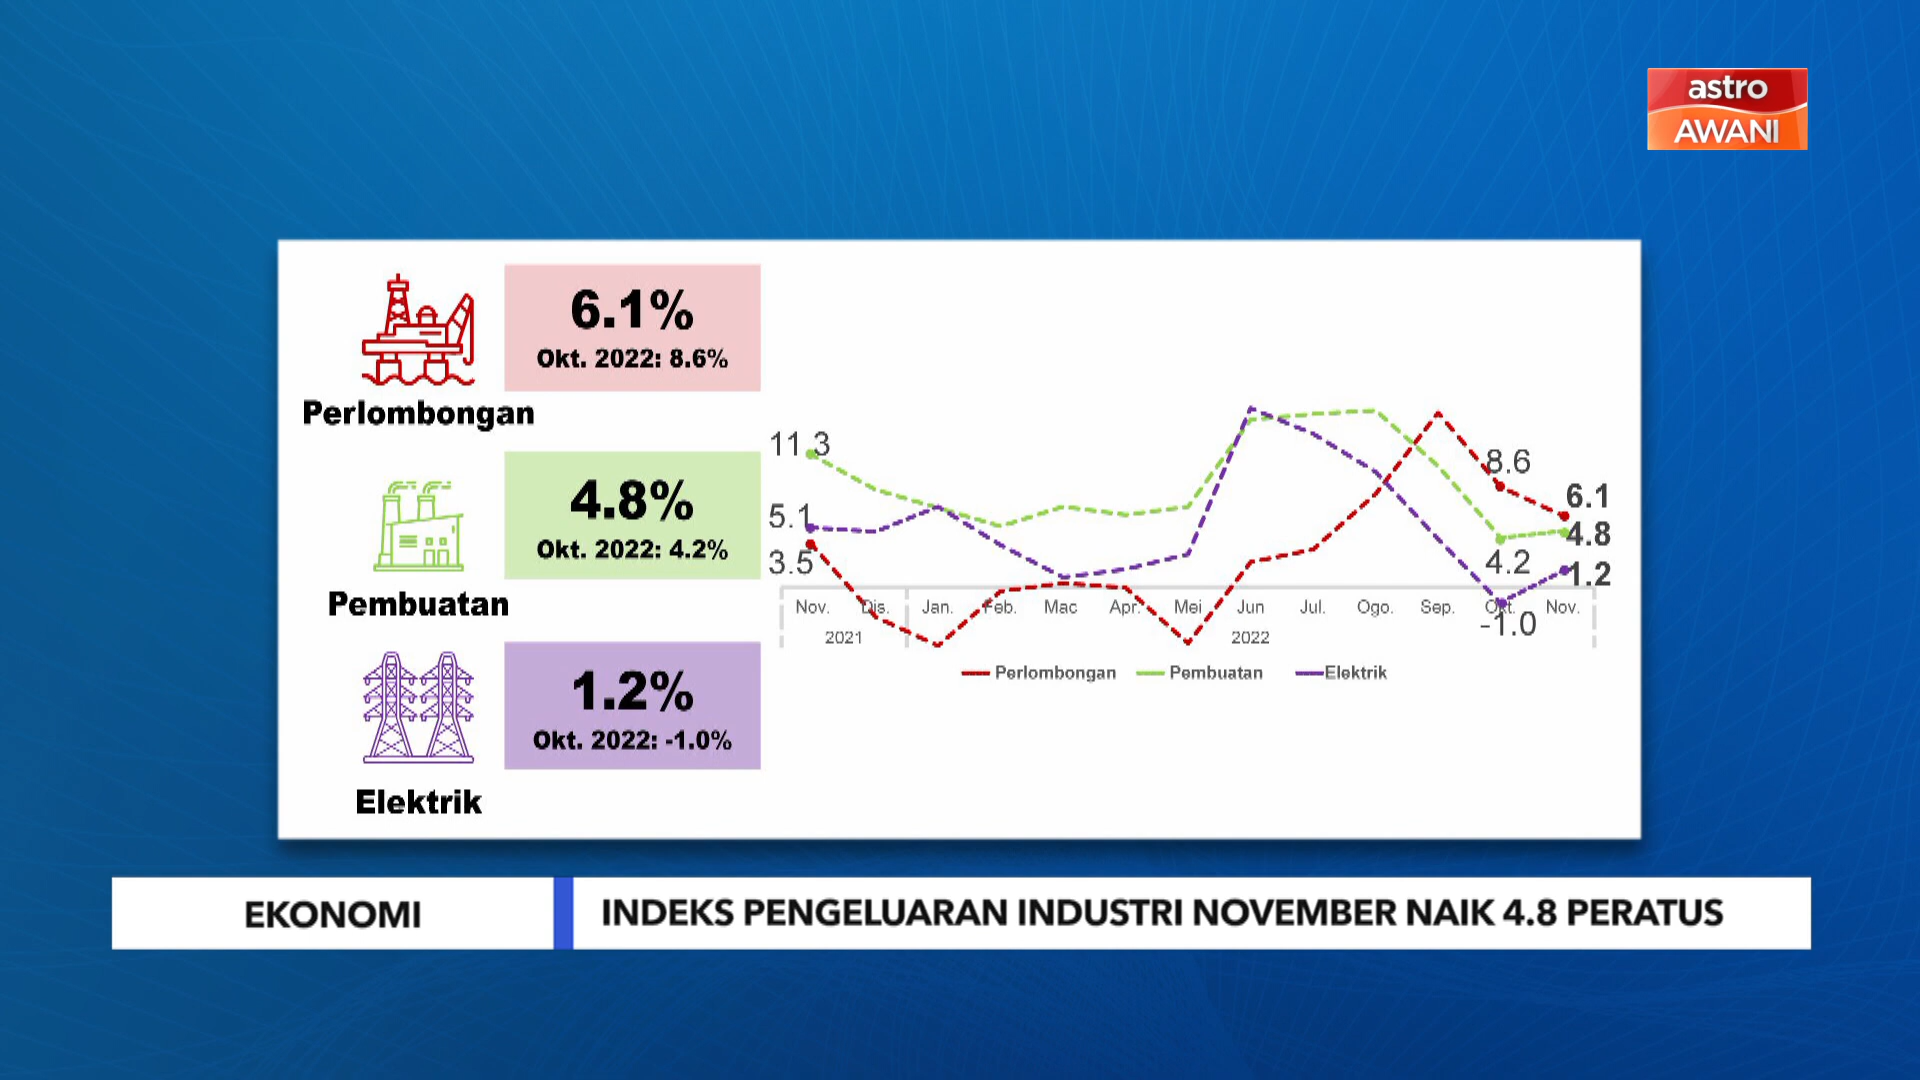 astro
AWANI
6.1%
Okt. 2022: 8.6%
Perlombongan
4.8%
Okt. 2022: 4.2%
Pembuatan
1.2%
Okt. 2022: -1.0%
Elektrik
11.3
5.1
3.5
8.6
6.1
4.8
4.2
1.2
-1.0
Nov. Dis. Jan. Feb. Mac Apr. Mei Jun Jul. Ogo. Sep. Okt. Nov.
2021 2022
Perlombongan Pembuatan Elektrik
EKONOMI
INDEKS PENGELUARAN INDUSTRI NOVEMBER NAIK 4.8 PERATUS